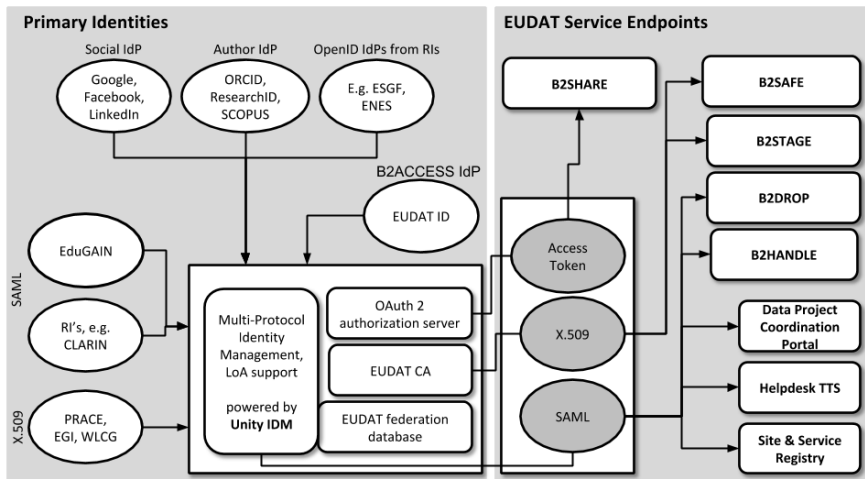 Primary Identities
EUDAT Service Endpoints
Social IdP
Author IdP
OpenID IdPs from RIs
Google,
Facebook,
LinkedIn
ORCID,
ResearchID,
SCOPUS
E.g. ESGF,
ENES
B2ACCESS IdP
EUDAT ID
SAML
EduGAIN
RI's, e.g.
CLARIN
X.509
PRACE,
EGI, WLCG
Multi-Protocol
Identity
Management,
LoA support
powered by
Unity IDM
OAuth 2
authorization server
EUDAT CA
EUDAT federation
database
Access
Token
X.509
SAML
B2SHARE
B2SAFE
B2STAGE
B2DROP
B2HANDLE
Data Project
Coordination
Portal
Helpdesk TTS
Site & Service
Registry